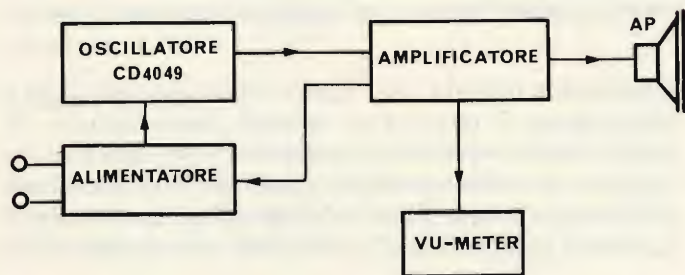 OSCILLATORE
CD4049
AMPLIFICATORE
AP
ALIMENTATORE
VU-METER